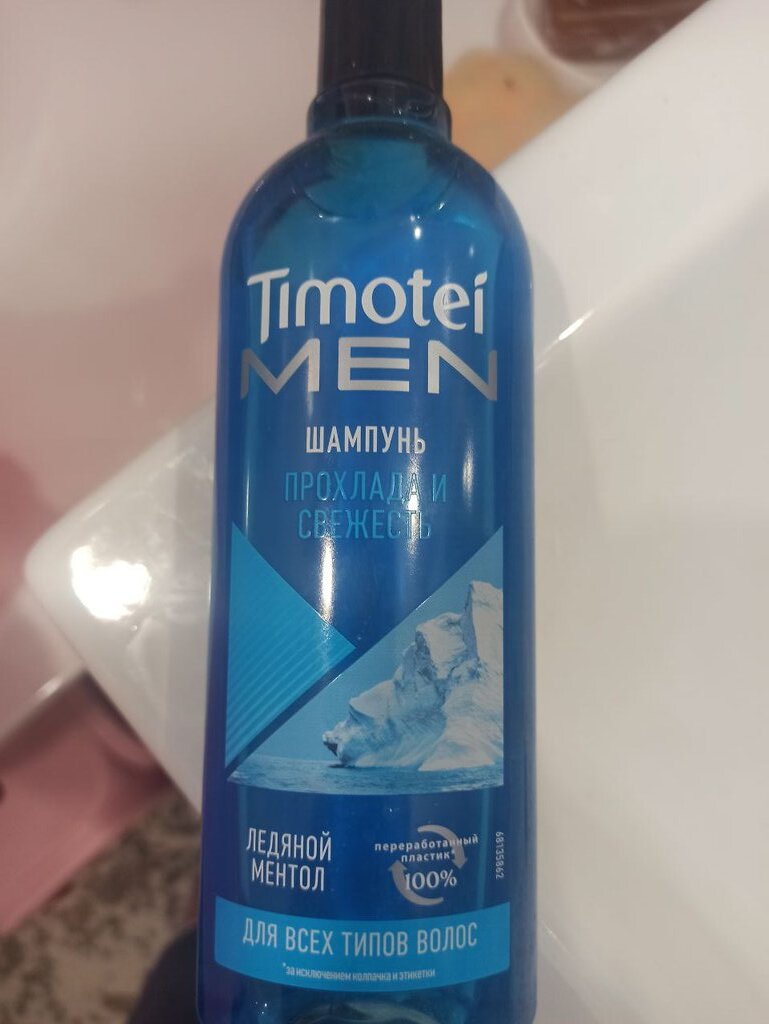 Timotei
MEN
ШАМПУНЬ
ПРОХЛАДА И
СВЕЖЕСТЬ
ЛЕДЯНОЙ
МЕНТОЛ
переработанный
пластик*
100%
68135862
ДЛЯ ВСЕХ ТИПОВ ВОЛОС
*за исключением колпачка и этикетки